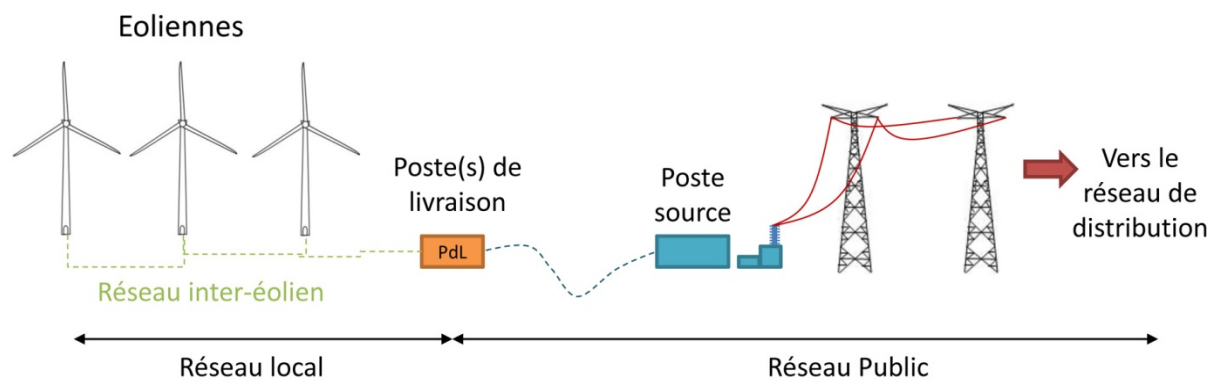 Eoliennes
Poste(s) de
livraison
Poste
source
Vers le
réseau de
distribution
PdL
Réseau inter-éolien
Réseau local
Réseau Public